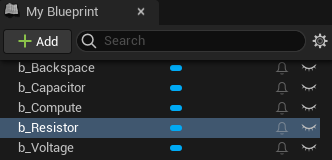 My Blueprint
Add
Search
b_Backspace
b_Capacitor
b_Compute
b_Resistor
b_Voltage